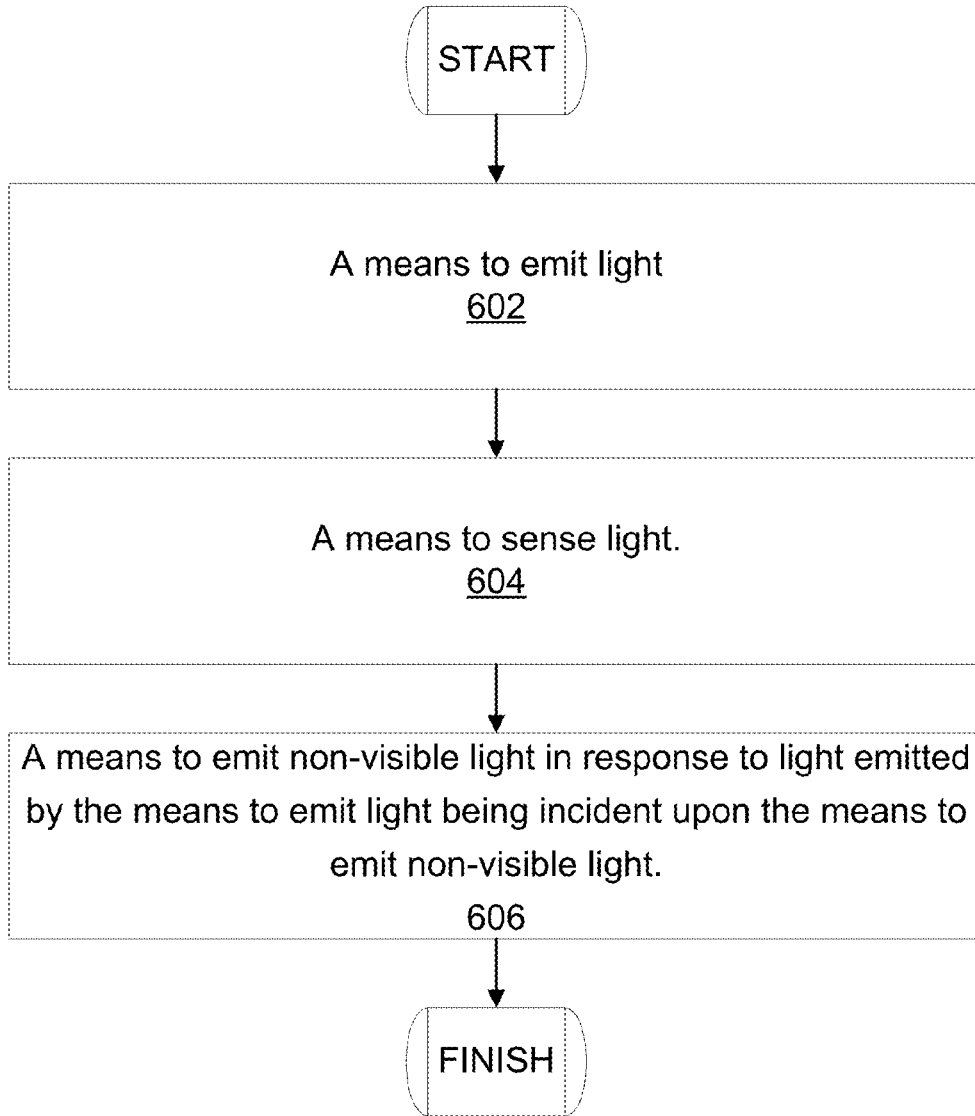 START
A means to emit light
602
A means to sense light.
604
A means to emit non-visible light in response to light emitted
by the means to emit light being incident upon the means to
emit non-visible light.
606
FINISH